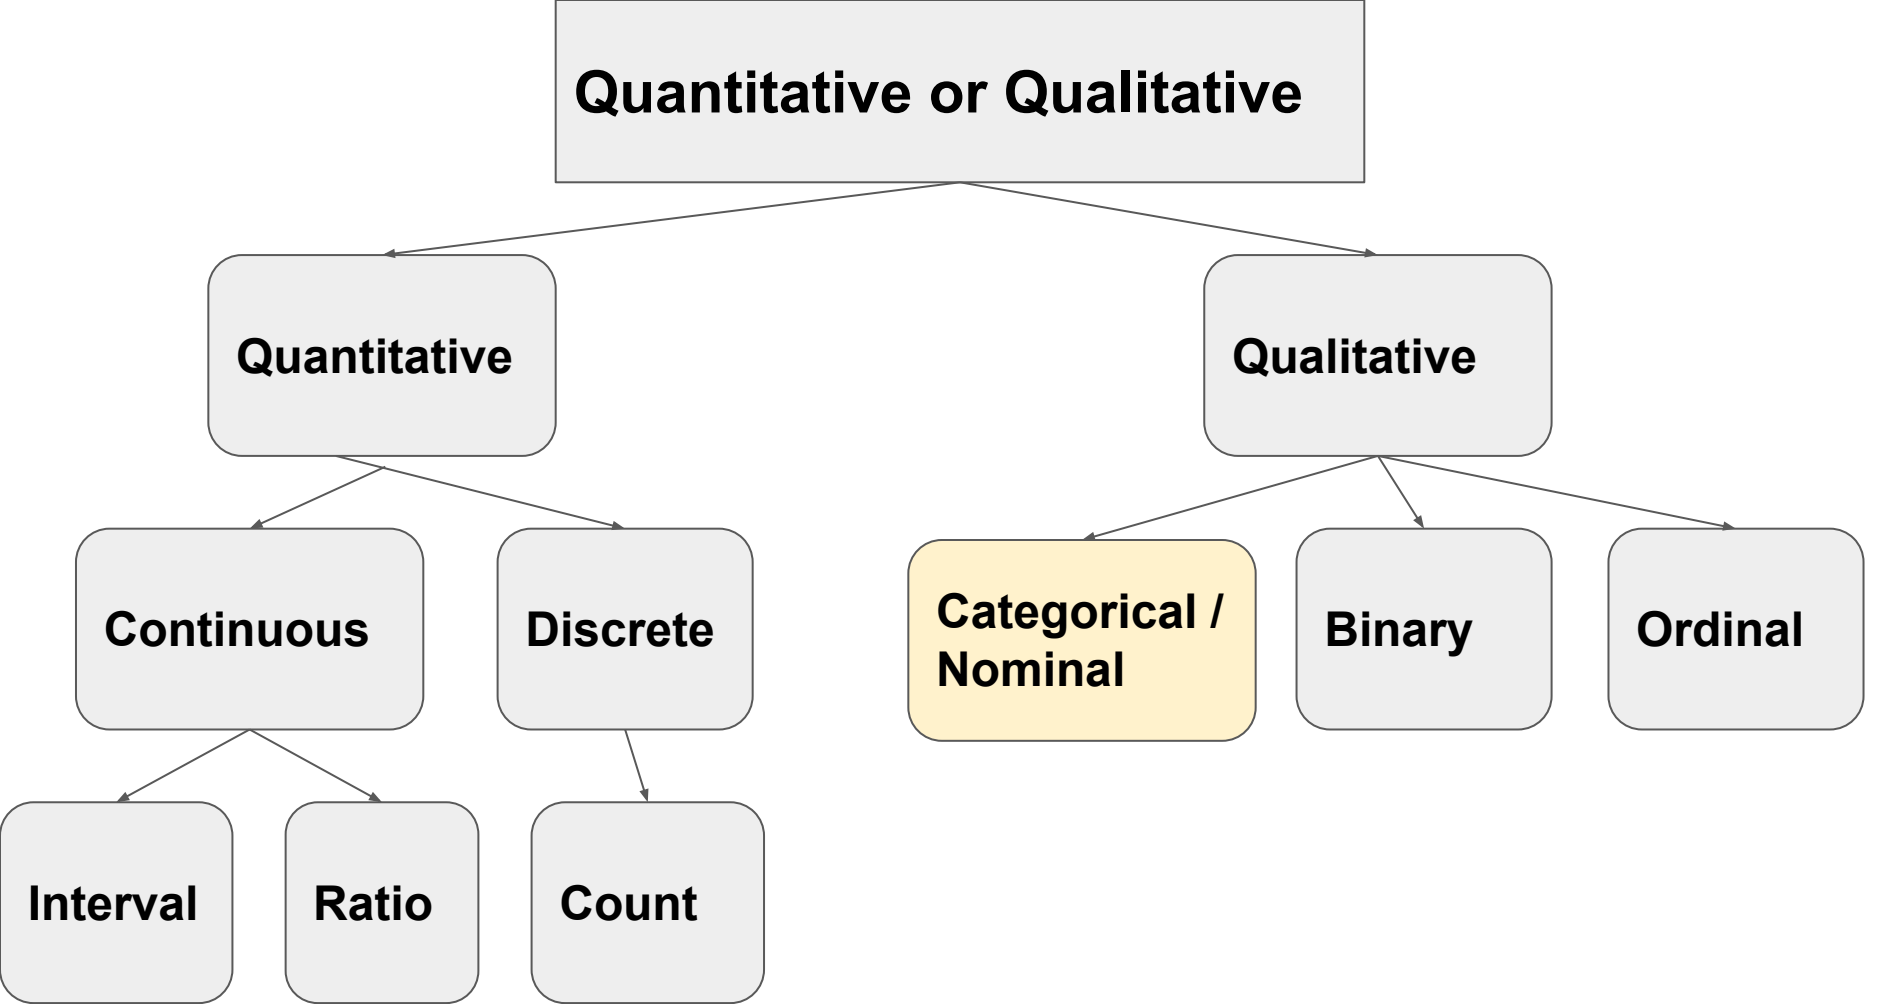 Quantitative or Qualitative
Quantitative
Qualitative
Continuous
Discrete
Categorical /
Nominal
Binary
Ordinal
Interval
Ratio
Count